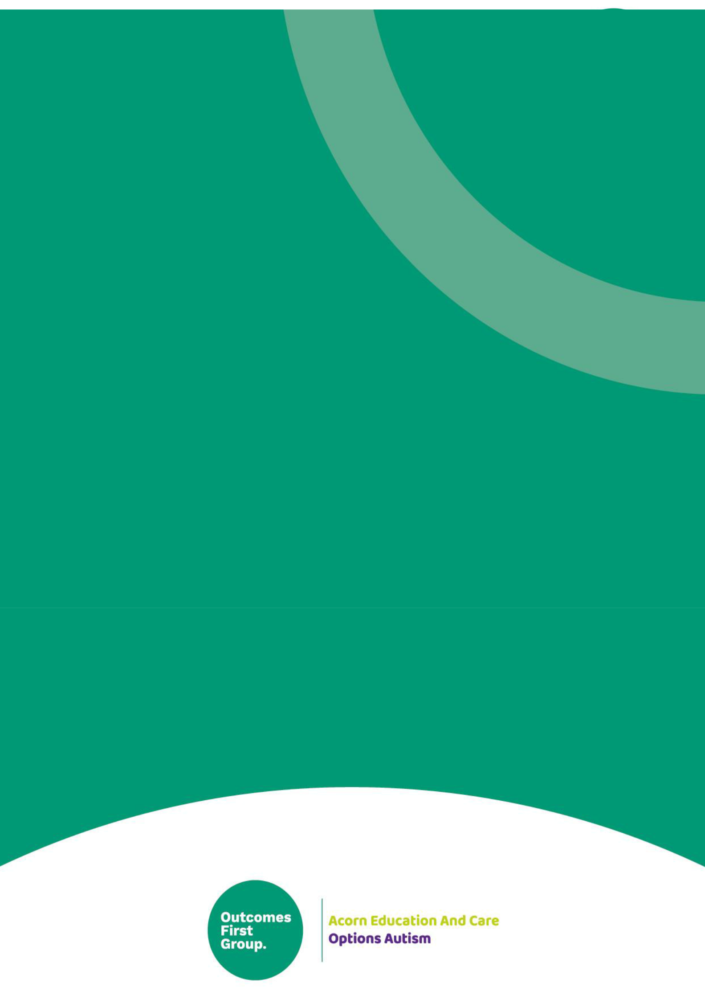 Outcomes
First
Group.
Acorn Education And Care
Options Autism